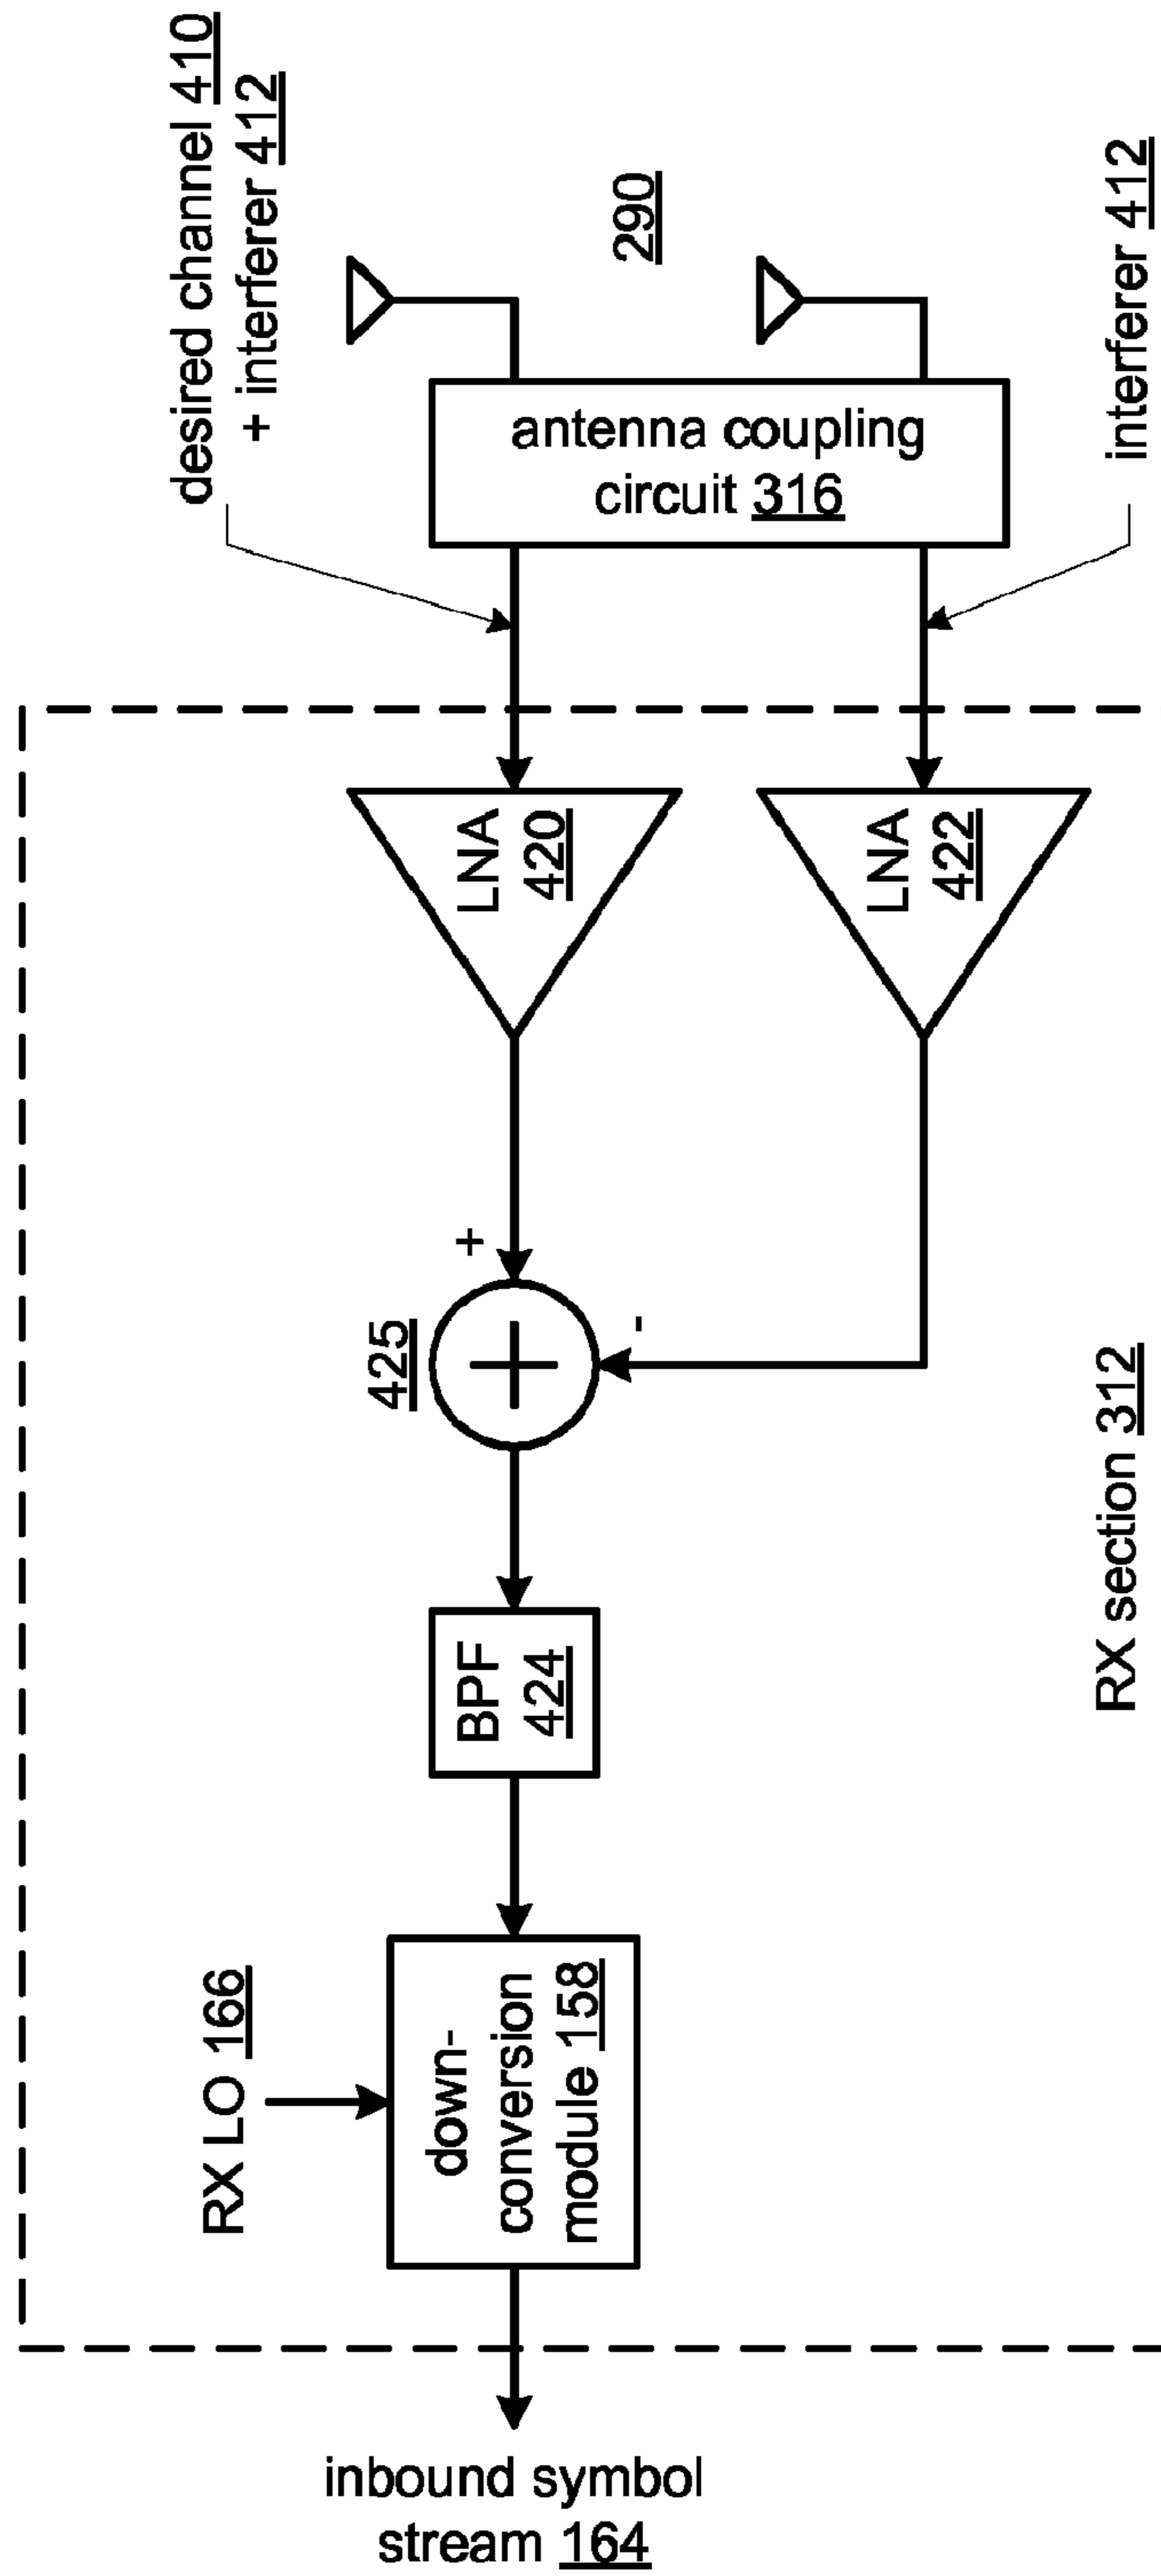 desired channel 410
+ interferer 412
290
antenna coupling
circuit 316
interferer 412
LNA
420
LNA
422
+
-
425
BPF
424
RX section 312
RX LO 166
down-
conversion
module 158
inbound symbol
stream 164